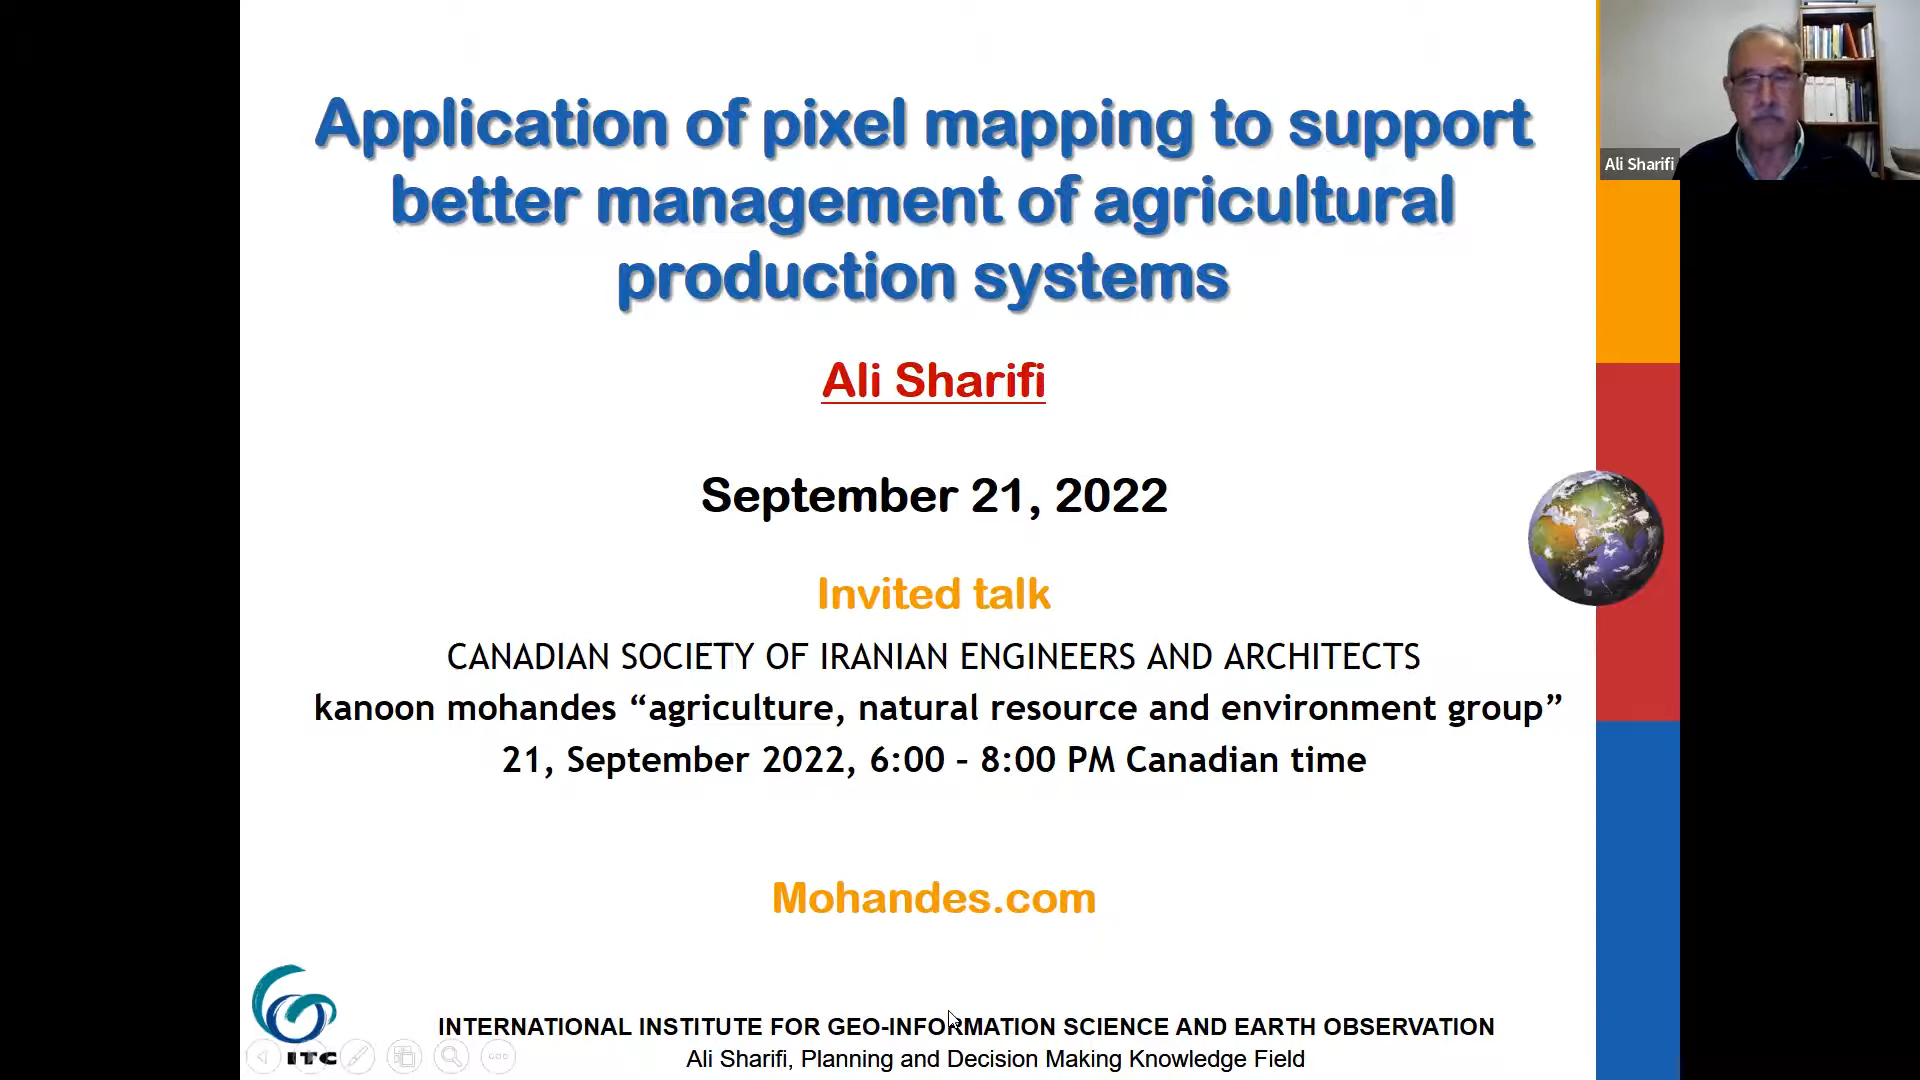 Application of pixel mapping to support
better management of agricultural
production systems
Ali Sharifi
Ali Sharifi
September 21, 2022
Invited talk
CANADIAN SOCIETY OF IRANIAN ENGINEERS AND ARCHITECTS
kanoon mohandes “agriculture, natural resource and environment group”
21, September 2022, 6:00 – 8:00 PM Canadian time
Mohandes.com
INTERNATIONAL INSTITUTE FOR GEO-INFORMATION SCIENCE AND EARTH OBSERVATION
ITC
Ali Sharifi, Planning and Decision Making Knowledge Field